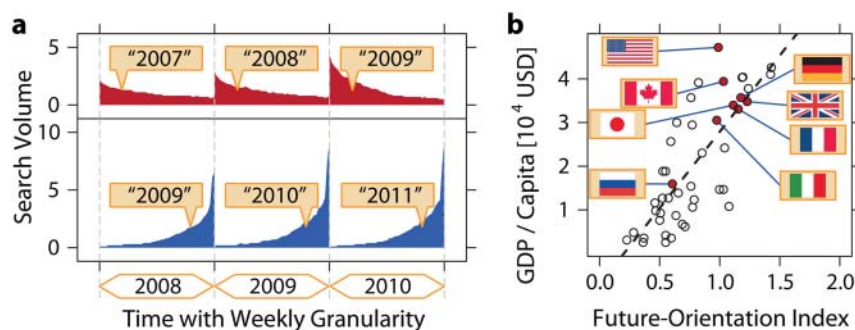 a
Search Volume
5
0
"2007"
"2008"
"2009"
10
5
0
"2009"
"2010"
"2011"
2008
2009
2010
Time with Weekly Granularity
b
GDP / Capita [10⁴ USD]
4
3
2
1
0.0 0.5 1.0 1.5 2.0
Future-Orientation Index